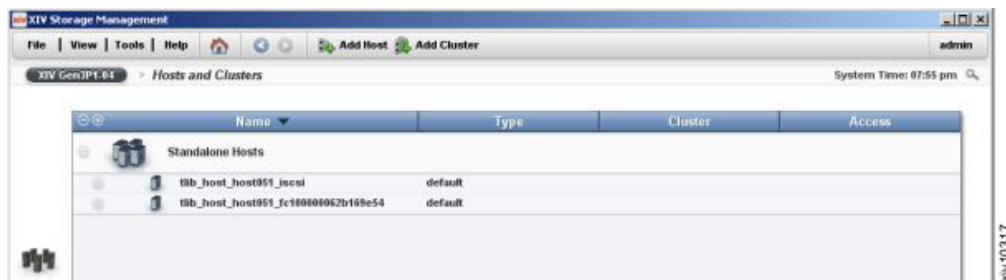 XIV Storage Management
File | View | Tools | Help Add Host Add Cluster admin
XIV Gen3P1-04 > Hosts and Clusters System Time: 07:55 pm
Name Type Cluster Access
Standalone Hosts
tlib_host_host051_iscsi default
tlib_host_host051_fc100000062b169e54 default